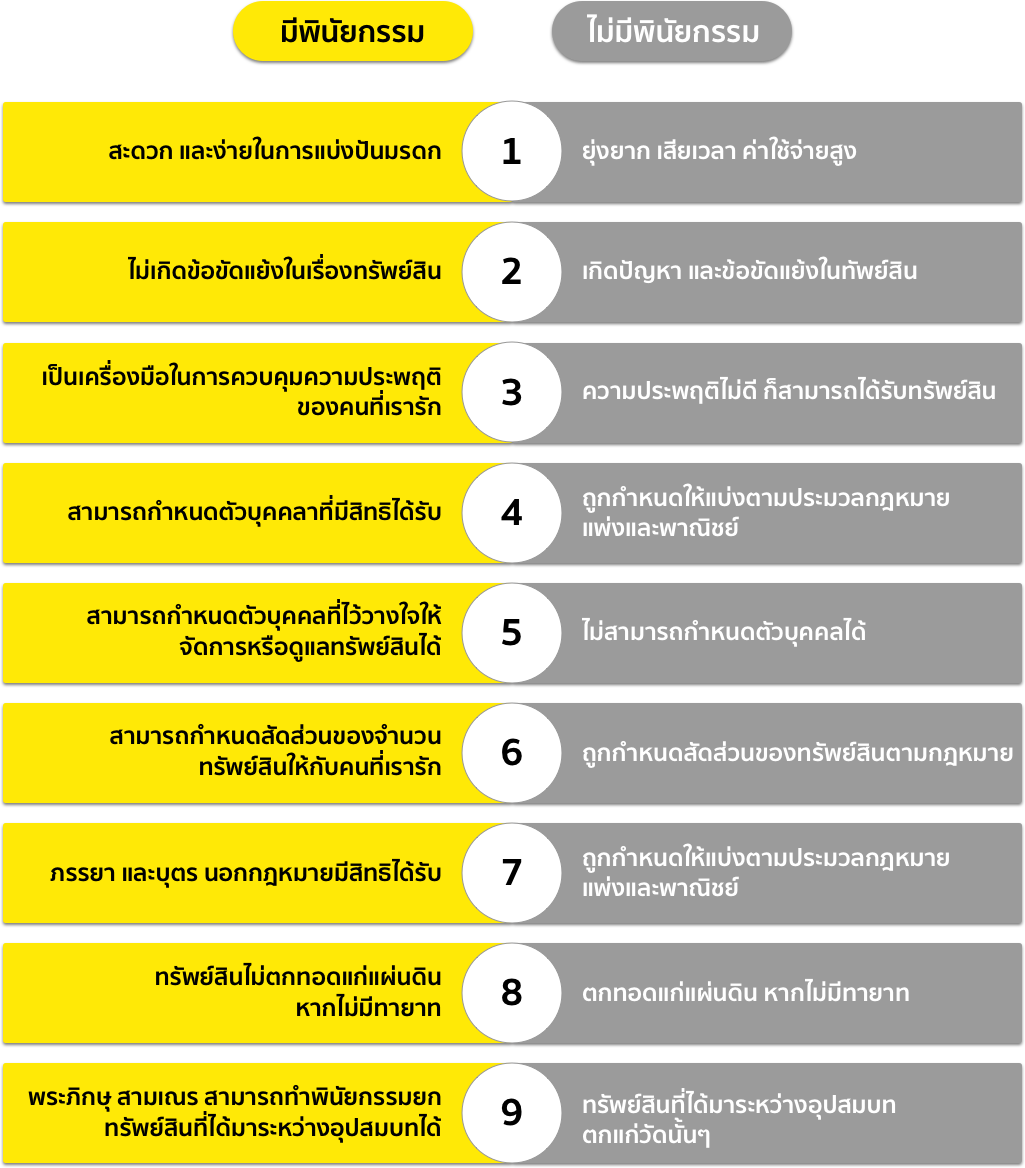 มีพินัยกรรม
ไม่มีพินัยกรรม
สะดวก และง่ายในการแบ่งปันมรดก
1
ยุ่งยาก เสียเวลา ค่าใช้จ่ายสูง
ไม่เกิดข้อขัดแย้งในเรื่องทรัพย์สิน
2
เกิดปัญหา และข้อขัดแย้งในทัพย์สิน
เป็นเครื่องมือในการควบคุมความประพฤติ
ของคนที่เรารัก
3
ความประพฤติไม่ดี ก็สามารถได้รับทรัพย์สิน
สามารถกำหนดตัวบุคคลาที่มีสิทธิได้รับ
4
ถูกกำหนดให้แบ่งตามประมวลกฎหมาย
แพ่งและพาณิชย์
สามารถกำหนดตัวบุคคลที่ไว้วางใจให้
จัดการหรือดูแลทรัพย์สินได้
5
ไม่สามารถกำหนดตัวบุคคลได้
สามารถกำหนดสัดส่วนของจำนวน
ทรัพย์สินให้กับคนที่เรารัก
6
ถูกกำหนดสัดส่วนของทรัพย์สินตามกฎหมาย
ภรรยา และบุตร นอกกฎหมายมีสิทธิได้รับ
7
ถูกกำหนดให้แบ่งตามประมวลกฎหมาย
แพ่งและพาณิชย์
ทรัพย์สินไม่ตกทอดแก่แผ่นดิน
หากไม่มีทายาท
8
ตกทอดแก่แผ่นดิน หากไม่มีทายาท
พระภิกษุ สามเณร สามารถทำพินัยกรรมยก
ทรัพย์สินที่ได้มาระหว่างอุปสมบทได้
9
ทรัพย์สินที่ได้มาระหว่างอุปสมบท
ตกแก่วัดนั้นๆ